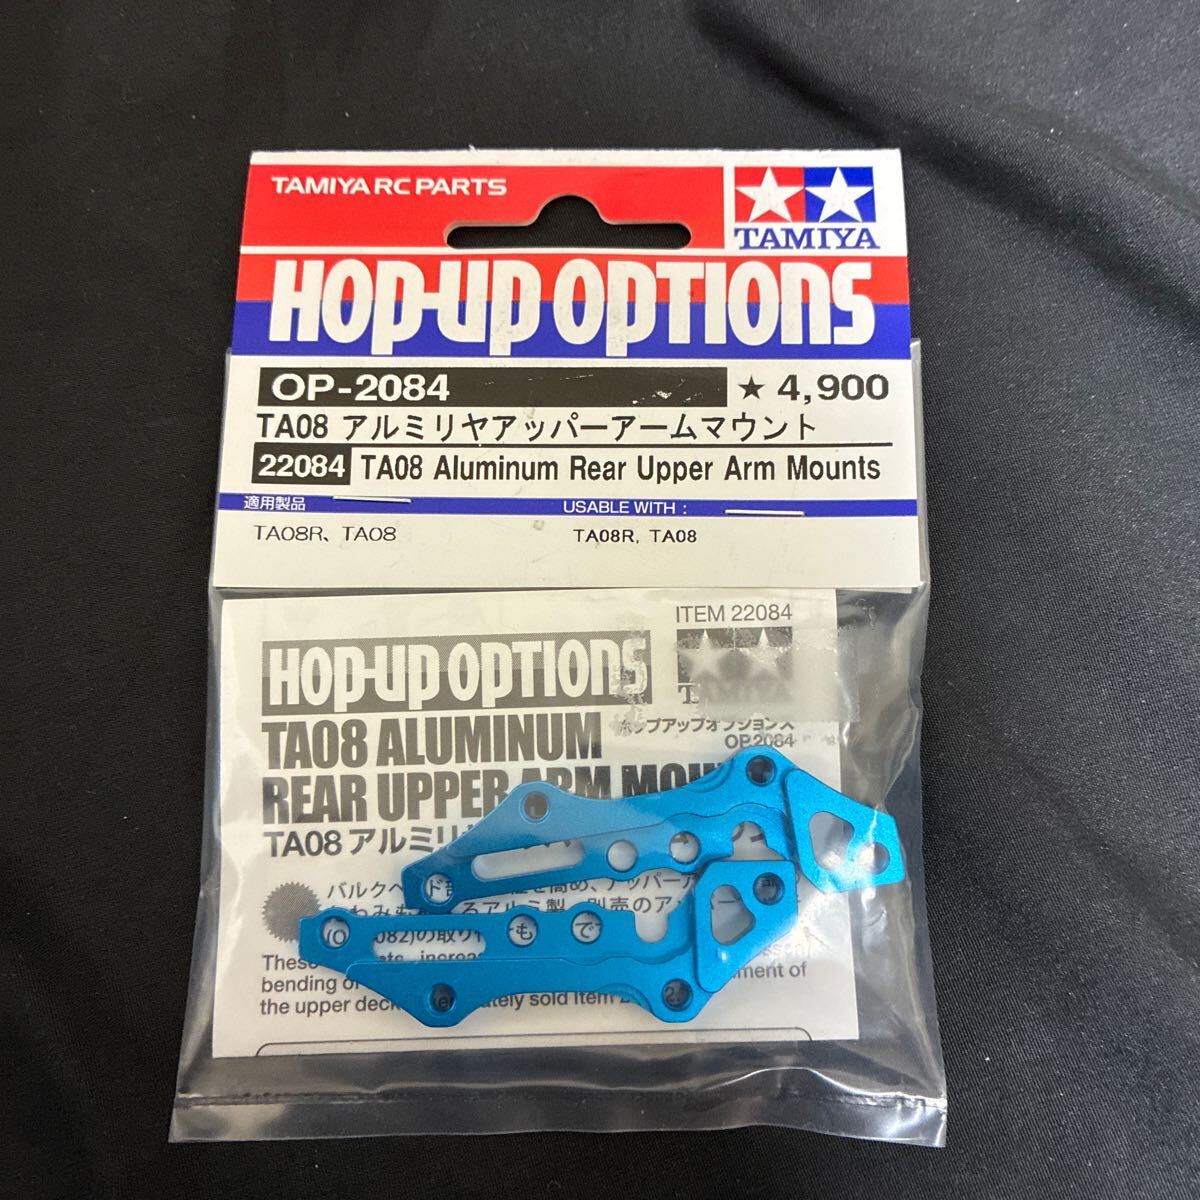 TAMIYA RC PARTS
TAMIYA
HOP-UP OPTIONS
OP-2084 ★ 4,900
TA08 アルミリヤアッパーアームマウント
22084 TA08 Aluminum Rear Upper Arm Mounts
適用製品 USABLE WITH :
TA08R、TA08 TA08R, TA08
ITEM 22084
HOP-UP OPTIONS
TAMIYA
TA08 ALUMINUM
ホップアップオプションズ
OP.2084
REAR UPPER ARM
TA08 アルミリヤ
バルク
These
bending of
the upper deck